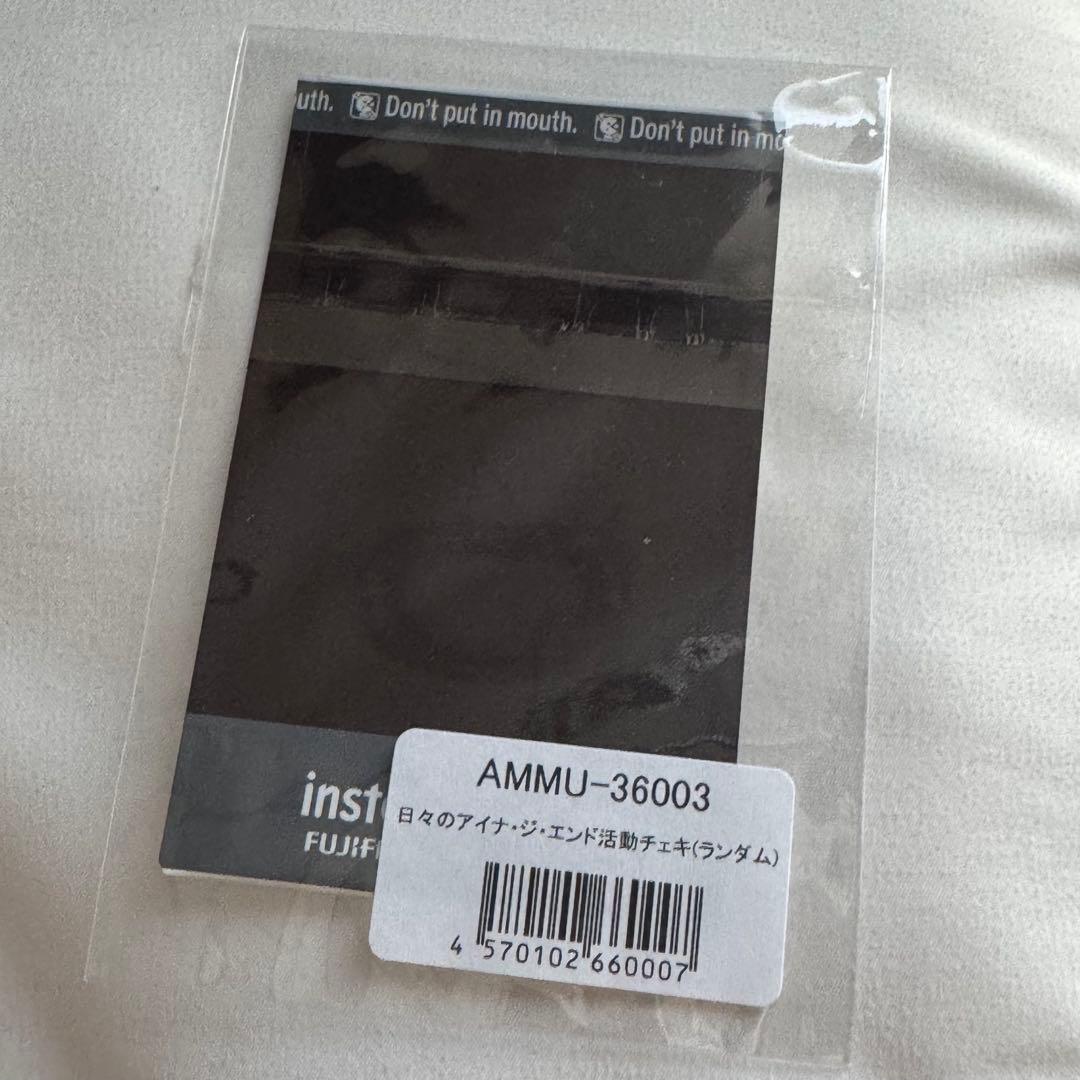 uth. Don't put in mouth. Don't put in mo
inst
FUJIF
AMMU-36003
日々のアイナ・ジ・エンド活動チェキ(ランダム)
4 570102 660007